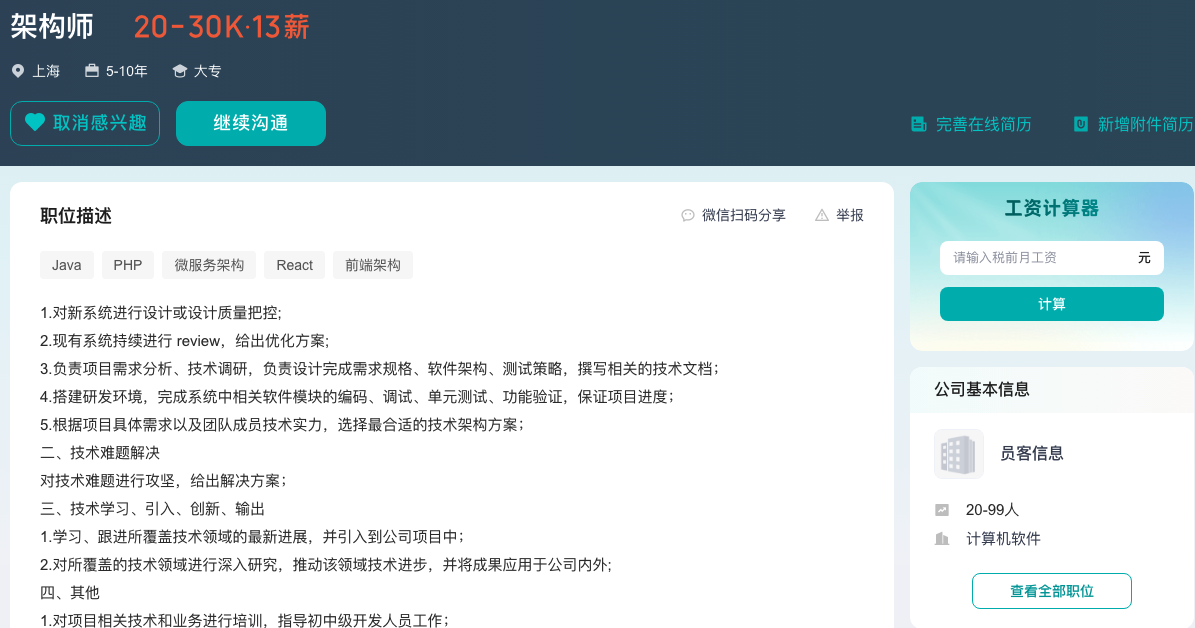 架构师 20-30K·13薪
上海 5-10年 大专
取消感兴趣 继续沟通 完善在线简历 新增附件简历
职位描述 微信扫码分享 举报
Java PHP 微服务架构 React 前端架构
1.对新系统进行设计或设计质量把控;
2.现有系统持续进行 review，给出优化方案;
3.负责项目需求分析、技术调研，负责设计完成需求规格、软件架构、测试策略，撰写相关的技术文档；
4.搭建研发环境，完成系统中相关软件模块的编码、调试、单元测试、功能验证，保证项目进度；
5.根据项目具体需求以及团队成员技术实力，选择最合适的技术架构方案；
二、技术难题解决
对技术难题进行攻坚，给出解决方案；
三、技术学习、引入、创新、输出
1.学习、跟进所覆盖技术领域的最新进展，并引入到公司项目中；
2.对所覆盖的技术领域进行深入研究，推动该领域技术进步，并将成果应用于公司内外;
四、其他
1.对项目相关技术和业务进行培训，指导初中级开发人员工作；
工资计算器
请输入税前月工资 元
计算
公司基本信息
员客信息
20-99人
计算机软件
查看全部职位